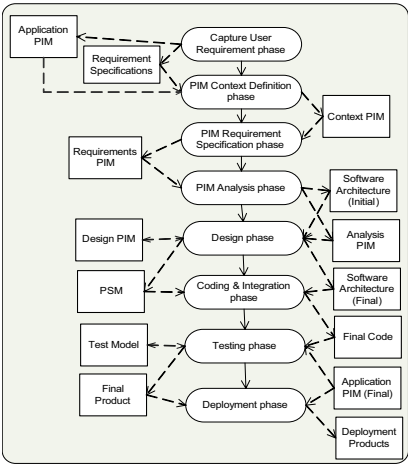 Application
PIM
Capture User
Requirement phase
Requirement
Specifications
PIM Context Definition
phase
Context PIM
PIM Requirement
Specification phase
Requirements
PIM
PIM Analysis phase
Software
Architecture
(Initial)
Design PIM
Design phase
Analysis
PIM
PSM
Coding & Integration
phase
Software
Architecture
(Final)
Test Model
Testing phase
Final Code
Final
Product
Application
PIM (Final)
Deployment phase
Deployment
Products